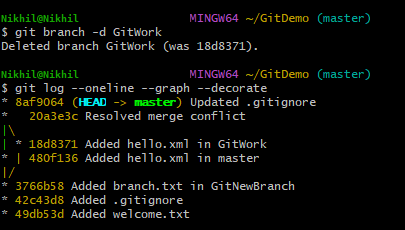 Nikhil@Nikhil MINGW64 ~/GitDemo (master)
$ git branch -d GitWork
Deleted branch GitWork (was 18d8371).

Nikhil@Nikhil MINGW64 ~/GitDemo (master)
$ git log --oneline --graph --decorate
* 8af9064 (HEAD -> master) Updated .gitignore
*   20a3e3c Resolved merge conflict
|\
| * 18d8371 Added hello.xml in GitWork
* | 480f136 Added hello.xml in master
|/
* 3766b58 Added branch.txt in GitNewBranch
* 42c43d8 Added .gitignore
* 49db53d Added welcome.txt